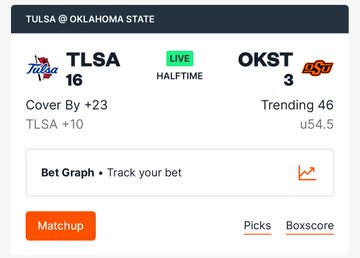 TULSA @ OKLAHOMA STATE
Tulsa TLSA LIVE OKST OSU
16 HALFTIME 3
Cover By +23 Trending 46
TLSA +10 u54.5
Bet Graph • Track your bet
Matchup Picks Boxscore